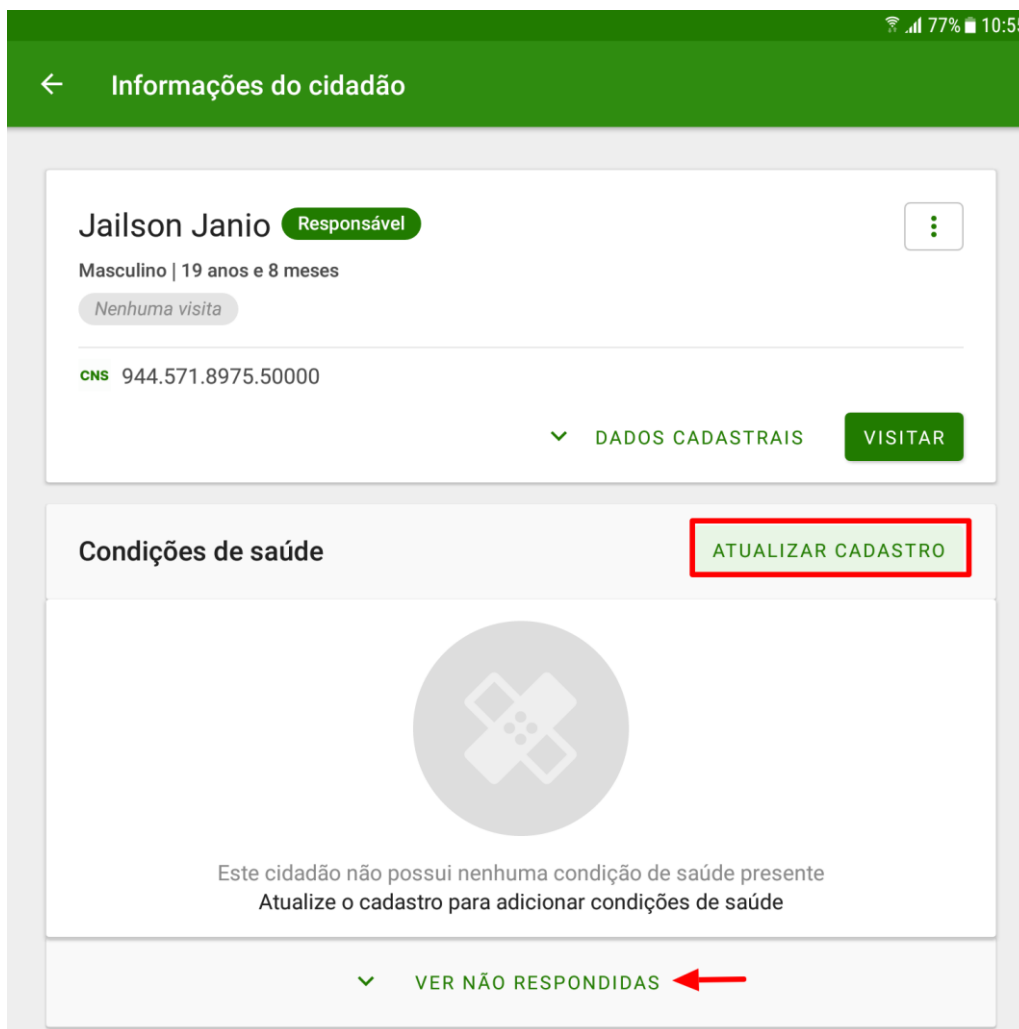 77% 10:55
Informações do cidadão
Jailson Janio Responsável
Masculino | 19 anos e 8 meses
Nenhuma visita
CNS 944.571.8975.50000
DADOS CADASTRAIS VISITAR
Condições de saúde ATUALIZAR CADASTRO
Este cidadão não possui nenhuma condição de saúde presente
Atualize o cadastro para adicionar condições de saúde
VER NÃO RESPONDIDAS